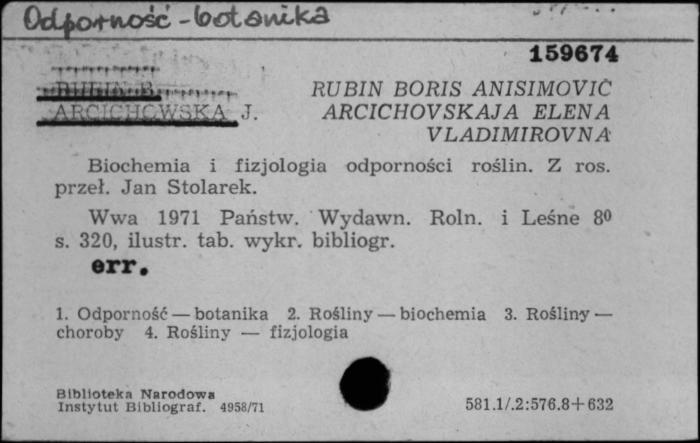 Odporność - botanika
159674
RUBIN B.
RUBIN BORIS ANISIMOVIČ
ARCICHOWSKA J.
ARCICHOVSKAJA ELENA
VLADIMIROVNA
Biochemia i fizjologia odporności roślin. Z ros.
przeł. Jan Stolarek.
Wwa 1971 Państw. Wydawn. Roln. i Leśne 8º
s. 320, ilustr. tab. wykr. bibliogr.
err.
1. Odporność — botanika 2. Rośliny — biochemia 3. Rośliny —
choroby 4. Rośliny — fizjologia
Biblioteka Narodowa
Instytut Bibliograf. 4958/71
581.1/.2:576.8+632